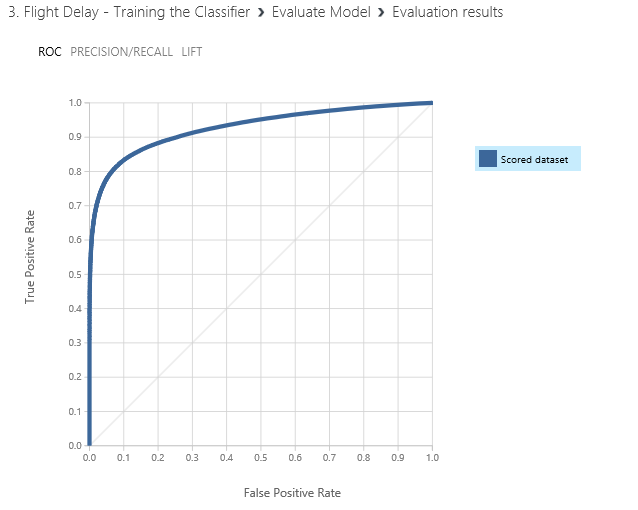 3. Flight Delay - Training the Classifier › Evaluate Model › Evaluation results
ROC PRECISION/RECALL LIFT
1.0
0.9
Scored dataset
0.8
0.7
0.6
0.5
0.4
0.3
0.2
0.1
0.0
True Positive Rate
0.0 0.1 0.2 0.3 0.4 0.5 0.6 0.7 0.8 0.9 1.0
False Positive Rate